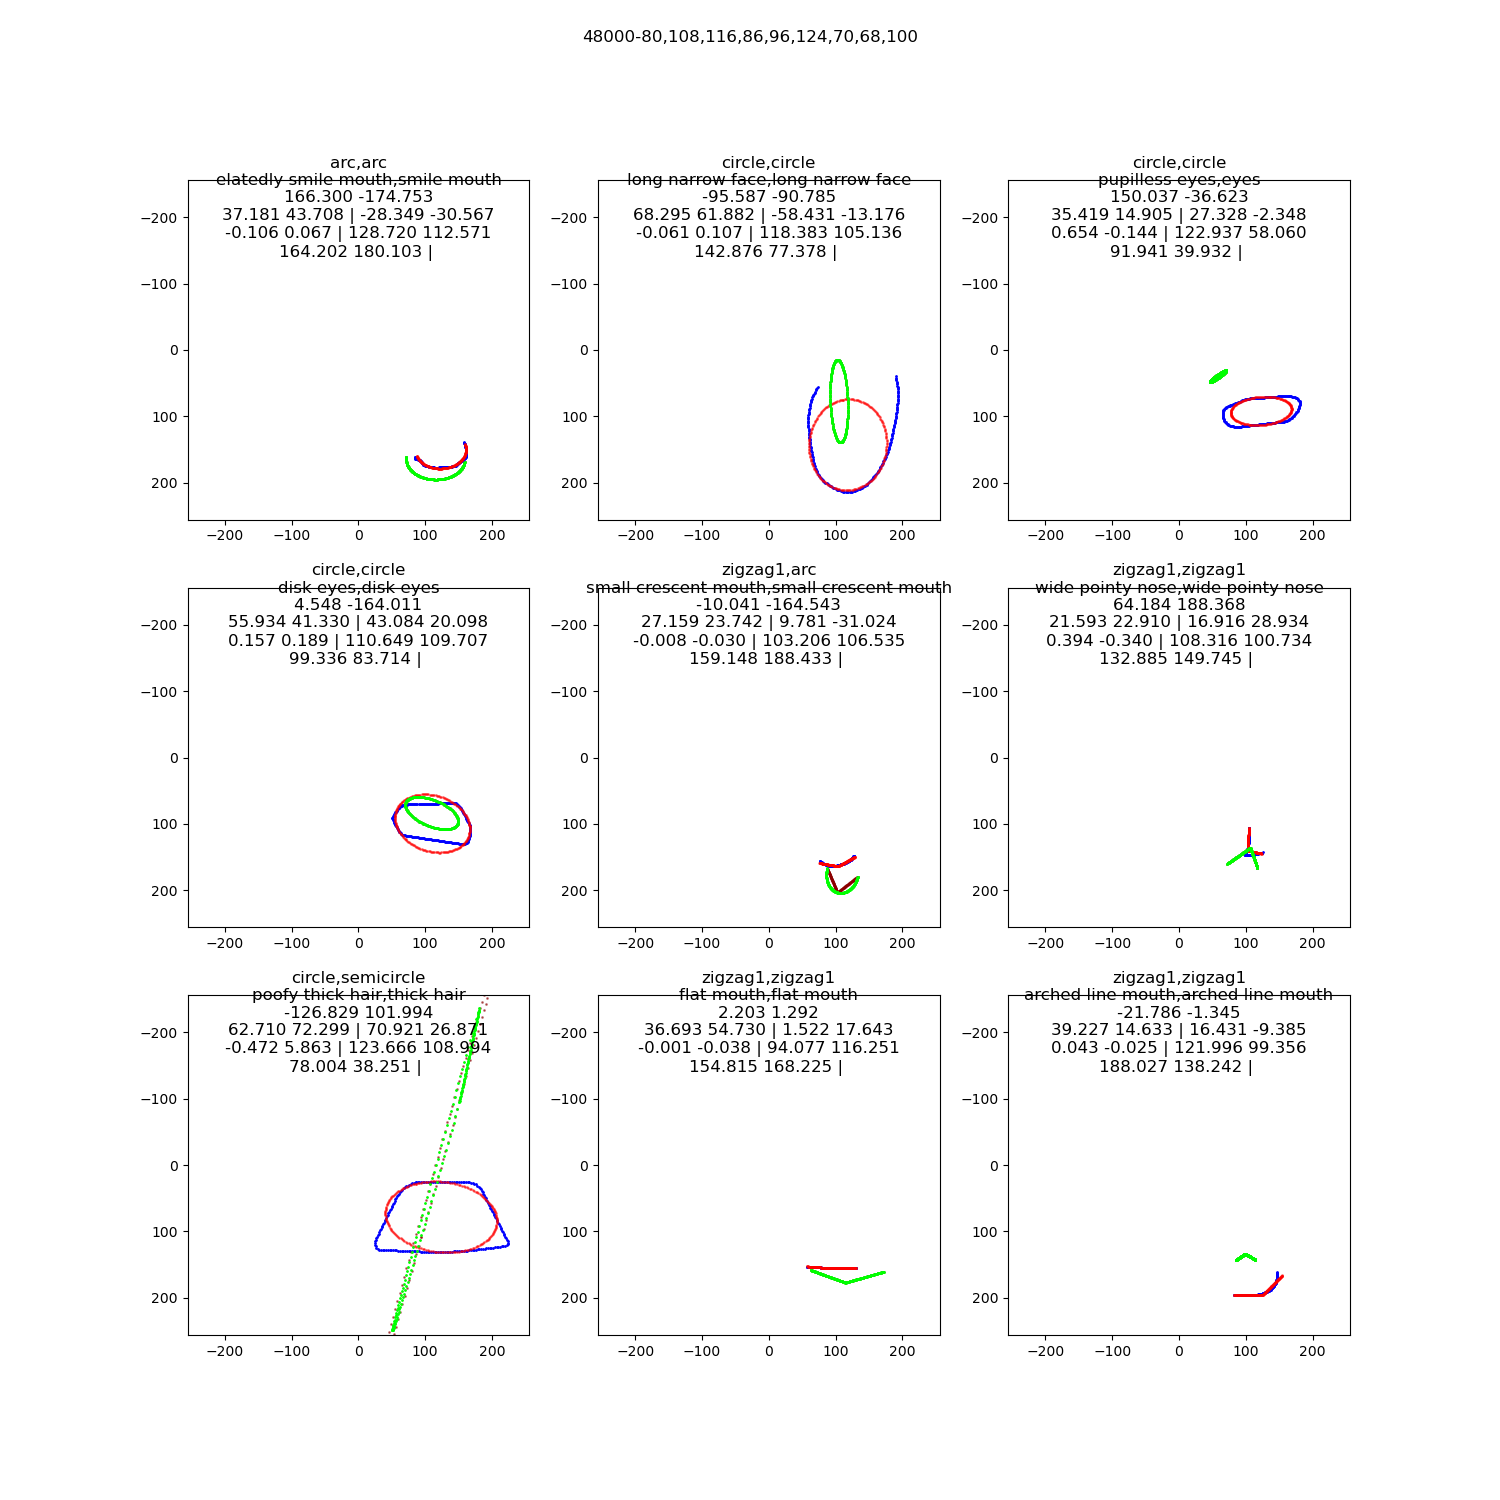 48000-80,108,116,86,96,124,70,68,100
arc,arc
elatedly smile mouth,smile mouth
166.300 -174.753
37.181 43.708 | -28.349 -30.567
-0.106 0.067 | 128.720 112.571
164.202 180.103 |
−200
−100
0
100
200
−200 −100 0 100 200
circle,circle
long narrow face,long narrow face
-95.587 -90.785
68.295 61.882 | -58.431 -13.176
-0.061 0.107 | 118.383 105.136
142.876 77.378 |
−200
−100
0
100
200
−200 −100 0 100 200
circle,circle
pupilless eyes,eyes
150.037 -36.623
35.419 14.905 | 27.328 -2.348
0.654 -0.144 | 122.937 58.060
91.941 39.932 |
−200
−100
0
100
200
−200 −100 0 100 200
circle,circle
disk eyes,disk eyes
4.548 -164.011
55.934 41.330 | 43.084 20.098
0.157 0.189 | 110.649 109.707
99.336 83.714 |
−200
−100
0
100
200
−200 −100 0 100 200
zigzag1,arc
small crescent mouth,small crescent mouth
-10.041 -164.543
27.159 23.742 | 9.781 -31.024
-0.008 -0.030 | 103.206 106.535
159.148 188.433 |
−200
−100
0
100
200
−200 −100 0 100 200
zigzag1,zigzag1
wide pointy nose,wide pointy nose
64.184 188.368
21.593 22.910 | 16.916 28.934
0.394 -0.340 | 108.316 100.734
132.885 149.745 |
−200
−100
0
100
200
−200 −100 0 100 200
circle,semicircle
poofy thick hair,thick hair
-126.829 101.994
62.710 72.299 | 70.921 26.871
-0.472 5.863 | 123.666 108.994
78.004 38.251 |
−200
−100
0
100
200
−200 −100 0 100 200
zigzag1,zigzag1
flat mouth,flat mouth
2.203 1.292
36.693 54.730 | 1.522 17.643
-0.001 -0.038 | 94.077 116.251
154.815 168.225 |
−200
−100
0
100
200
−200 −100 0 100 200
zigzag1,zigzag1
arched line mouth,arched line mouth
-21.786 -1.345
39.227 14.633 | 16.431 -9.385
0.043 -0.025 | 121.996 99.356
188.027 138.242 |
−200
−100
0
100
200
−200 −100 0 100 200